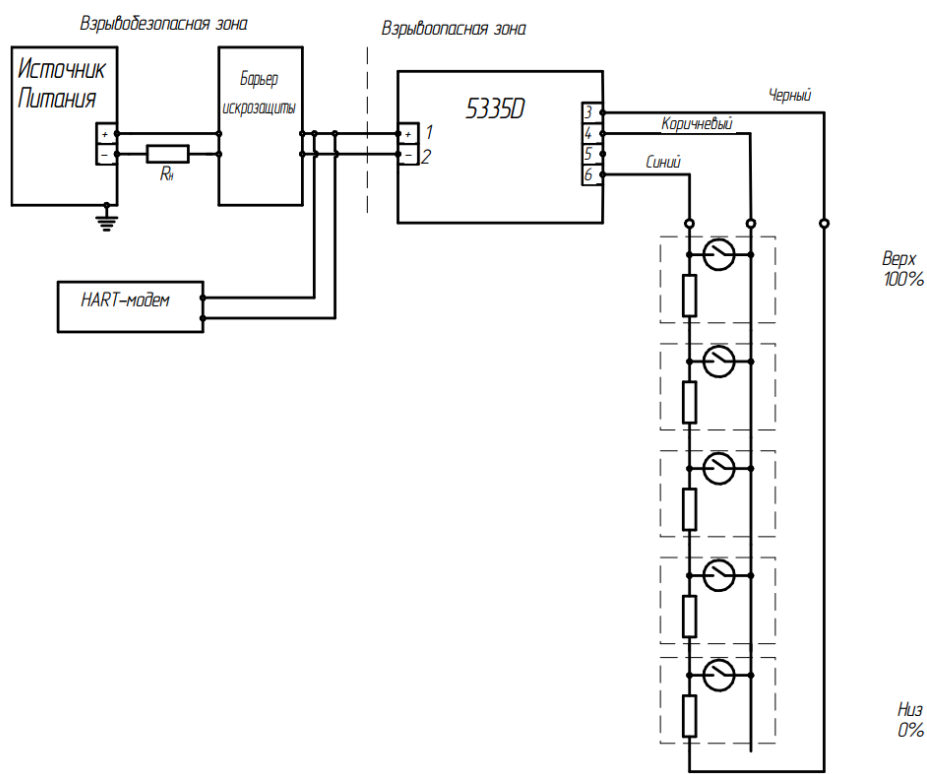 Взрывобезопасная зона
Взрывоопасная зона
Источник
Питания
+
−
Rн
Барьер
искрозащиты
+
1
−
2
5335D
3
4
5
6
Черный
Коричневый
Синий
HART-модем
Верх
100%
Низ
0%